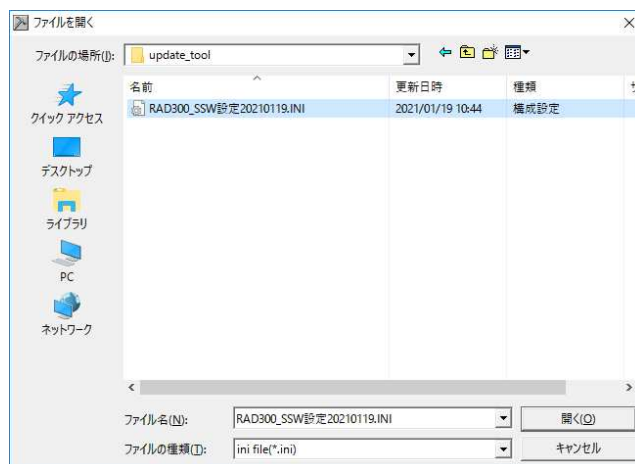 ファイルを開く
ファイルの場所(I):
update_tool
名前
更新日時
種類
サ
RAD300_SSW設定20210119.INI
2021/01/19 10:44
構成設定
クイック アクセス
デスクトップ
ライブラリ
PC
ネットワーク
ファイル名(N):
RAD300_SSW設定20210119.INI
開く(O)
ファイルの種類(T):
ini file(*.ini)
キャンセル